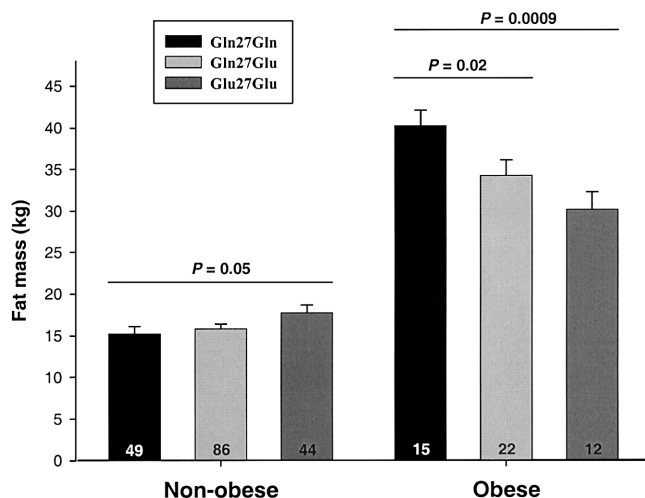 P = 0.0009
Gln27Gln
Gln27Glu
Glu27Glu
P = 0.02
Fat mass (kg)
45
40
35
30
25
20
15
10
5
0
P = 0.05
49 86 44 15 22 12
Non-obese Obese